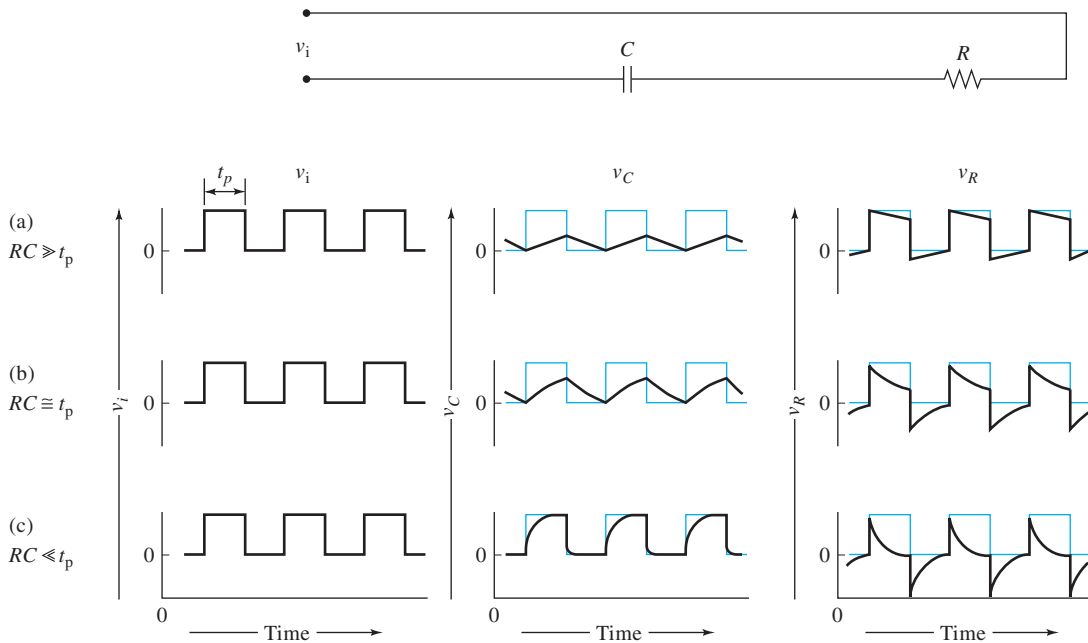 v_i
C
R
t_p
v_i
v_C
v_R
(a)
RC ≫ t_p
0
0
0
(b)
RC ≅ t_p
0
0
0
v_i
v_C
v_R
(c)
RC ≪ t_p
0
0
0
0
0
0
Time
Time
Time